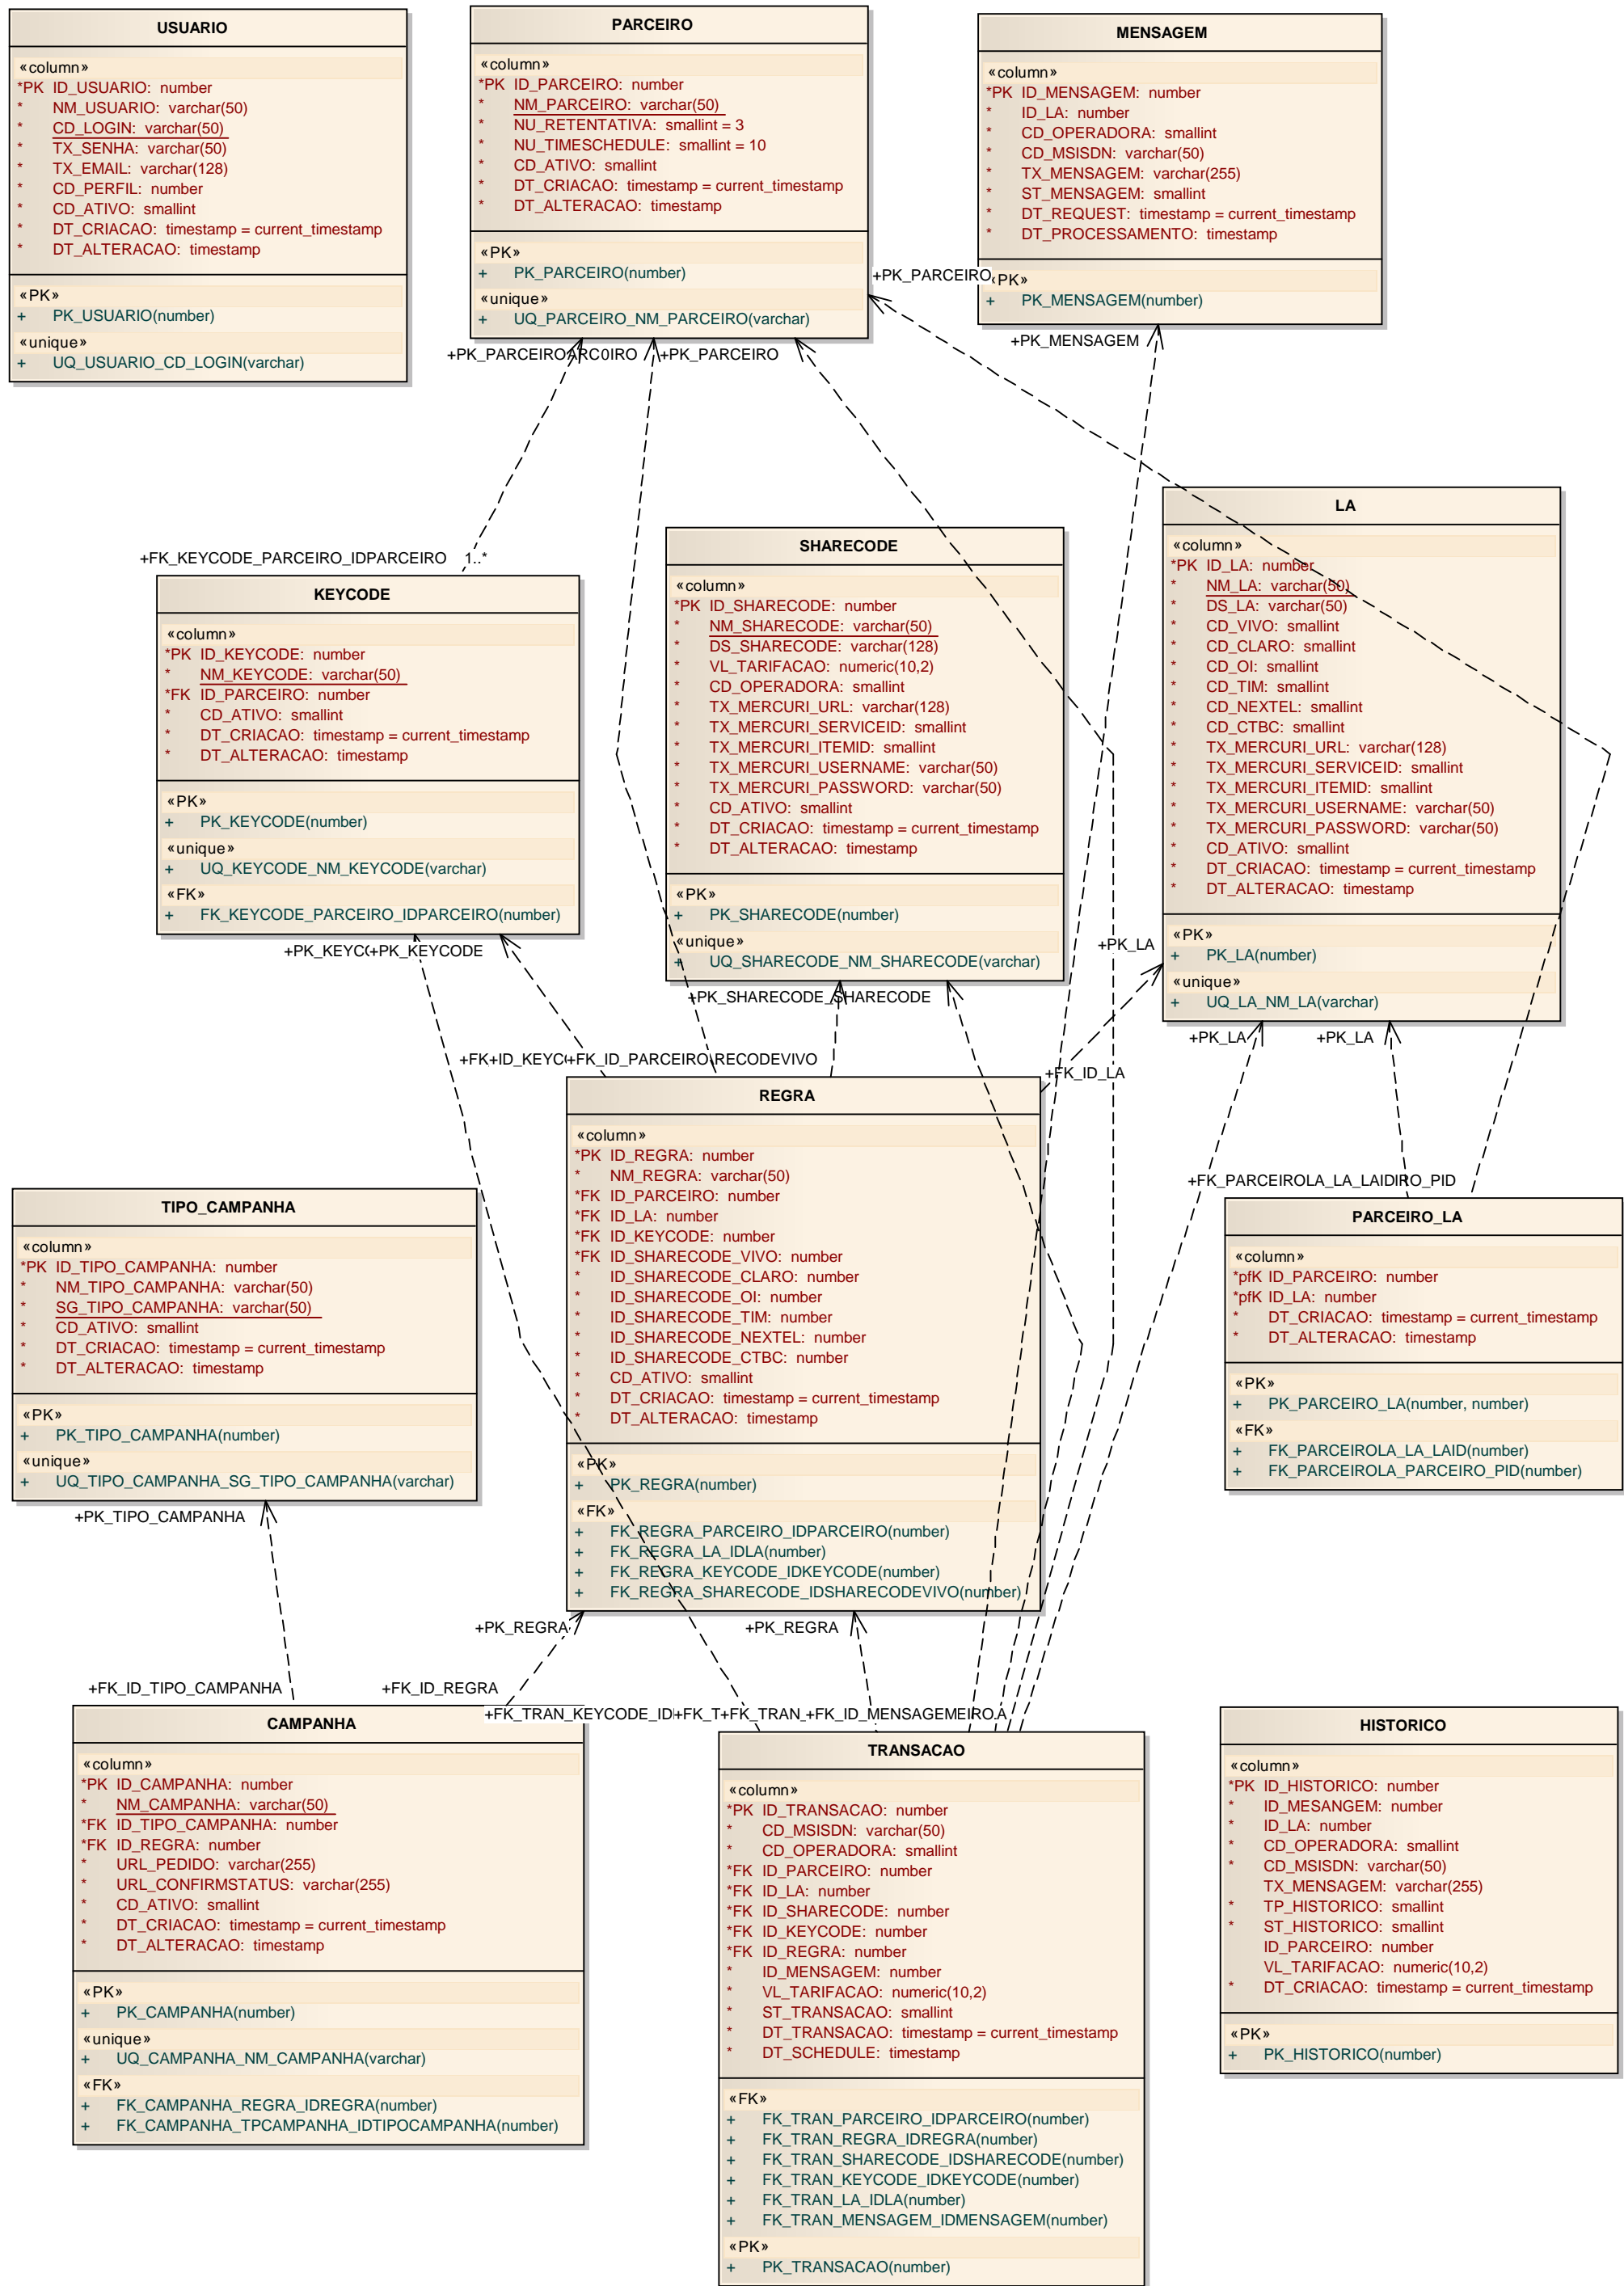 USUARIO
«column»
*PK ID_USUARIO: number
* NM_USUARIO: varchar(50)
* CD_LOGIN: varchar(50)
* TX_SENHA: varchar(50)
* TX_EMAIL: varchar(128)
* CD_PERFIL: number
* CD_ATIVO: smallint
* DT_CRIACAO: timestamp = current_timestamp
* DT_ALTERACAO: timestamp
«PK»
+ PK_USUARIO(number)
«unique»
+ UQ_USUARIO_CD_LOGIN(varchar)
PARCEIRO
«column»
*PK ID_PARCEIRO: number
* NM_PARCEIRO: varchar(50)
* NU_RETENTATIVA: smallint = 3
* NU_TIMESCHEDULE: smallint = 10
* CD_ATIVO: smallint
* DT_CRIACAO: timestamp = current_timestamp
* DT_ALTERACAO: timestamp
«PK»
+ PK_PARCEIRO(number)
«unique»
+ UQ_PARCEIRO_NM_PARCEIRO(varchar)
MENSAGEM
«column»
*PK ID_MENSAGEM: number
* ID_LA: number
* CD_OPERADORA: smallint
* CD_MSISDN: varchar(50)
* TX_MENSAGEM: varchar(255)
* ST_MENSAGEM: smallint
* DT_REQUEST: timestamp = current_timestamp
* DT_PROCESSAMENTO: timestamp
«PK»
+ PK_MENSAGEM(number)
+PK_PARCEIRO
+PK_PARCEIRO
+PK_PARCEIRO
+PK_MENSAGEM
+FK_KEYCODE_PARCEIRO_IDPARCEIRO 1..*
KEYCODE
«column»
*PK ID_KEYCODE: number
* NM_KEYCODE: varchar(50)
*FK ID_PARCEIRO: number
* CD_ATIVO: smallint
* DT_CRIACAO: timestamp = current_timestamp
* DT_ALTERACAO: timestamp
«PK»
+ PK_KEYCODE(number)
«unique»
+ UQ_KEYCODE_NM_KEYCODE(varchar)
«FK»
+ FK_KEYCODE_PARCEIRO_IDPARCEIRO(number)
SHARECODE
«column»
*PK ID_SHARECODE: number
* NM_SHARECODE: varchar(50)
* DS_SHARECODE: varchar(128)
* VL_TARIFACAO: numeric(10,2)
* CD_OPERADORA: smallint
* TX_MERCURI_URL: varchar(128)
* TX_MERCURI_SERVICEID: smallint
* TX_MERCURI_ITEMID: smallint
* TX_MERCURI_USERNAME: varchar(50)
* TX_MERCURI_PASSWORD: varchar(50)
* CD_ATIVO: smallint
* DT_CRIACAO: timestamp = current_timestamp
* DT_ALTERACAO: timestamp
«PK»
+ PK_SHARECODE(number)
«unique»
+ UQ_SHARECODE_NM_SHARECODE(varchar)
LA
«column»
*PK ID_LA: number
* NM_LA: varchar(50)
* DS_LA: varchar(50)
* CD_VIVO: smallint
* CD_CLARO: smallint
* CD_OI: smallint
* CD_TIM: smallint
* CD_NEXTEL: smallint
* CD_CTBC: smallint
* TX_MERCURI_URL: varchar(128)
* TX_MERCURI_SERVICEID: smallint
* TX_MERCURI_ITEMID: smallint
* TX_MERCURI_USERNAME: varchar(50)
* TX_MERCURI_PASSWORD: varchar(50)
* CD_ATIVO: smallint
* DT_CRIACAO: timestamp = current_timestamp
* DT_ALTERACAO: timestamp
«PK»
+ PK_LA(number)
«unique»
+ UQ_LA_NM_LA(varchar)
+PK_KEYCODE
+PK_SHARECODE
+PK_LA
+PK_LA
+PK_LA
+FK_ID_PARCEIRO
+FK_ID_LA
REGRA
«column»
*PK ID_REGRA: number
* NM_REGRA: varchar(50)
*FK ID_PARCEIRO: number
*FK ID_LA: number
*FK ID_KEYCODE: number
*FK ID_SHARECODE_VIVO: number
* ID_SHARECODE_CLARO: number
* ID_SHARECODE_OI: number
* ID_SHARECODE_TIM: number
* ID_SHARECODE_NEXTEL: number
* ID_SHARECODE_CTBC: number
* CD_ATIVO: smallint
* DT_CRIACAO: timestamp = current_timestamp
* DT_ALTERACAO: timestamp
«PK»
+ PK_REGRA(number)
«FK»
+ FK_REGRA_PARCEIRO_IDPARCEIRO(number)
+ FK_REGRA_LA_IDLA(number)
+ FK_REGRA_KEYCODE_IDKEYCODE(number)
+ FK_REGRA_SHARECODE_IDSHARECODEVIVO(number)
TIPO_CAMPANHA
«column»
*PK ID_TIPO_CAMPANHA: number
* NM_TIPO_CAMPANHA: varchar(50)
* SG_TIPO_CAMPANHA: varchar(50)
* CD_ATIVO: smallint
* DT_CRIACAO: timestamp = current_timestamp
* DT_ALTERACAO: timestamp
«PK»
+ PK_TIPO_CAMPANHA(number)
«unique»
+ UQ_TIPO_CAMPANHA_SG_TIPO_CAMPANHA(varchar)
+FK_PARCEIROLA_LA_LAID
PARCEIRO_LA
«column»
*pfK ID_PARCEIRO: number
*pfK ID_LA: number
* DT_CRIACAO: timestamp = current_timestamp
* DT_ALTERACAO: timestamp
«PK»
+ PK_PARCEIRO_LA(number, number)
«FK»
+ FK_PARCEIROLA_LA_LAID(number)
+ FK_PARCEIROLA_PARCEIRO_PID(number)
+PK_TIPO_CAMPANHA
+PK_REGRA
+PK_REGRA
+FK_ID_TIPO_CAMPANHA
+FK_ID_REGRA
+FK_ID_MENSAGEM
CAMPANHA
«column»
*PK ID_CAMPANHA: number
* NM_CAMPANHA: varchar(50)
*FK ID_TIPO_CAMPANHA: number
*FK ID_REGRA: number
* URL_PEDIDO: varchar(255)
* URL_CONFIRMSTATUS: varchar(255)
* CD_ATIVO: smallint
* DT_CRIACAO: timestamp = current_timestamp
* DT_ALTERACAO: timestamp
«PK»
+ PK_CAMPANHA(number)
«unique»
+ UQ_CAMPANHA_NM_CAMPANHA(varchar)
«FK»
+ FK_CAMPANHA_REGRA_IDREGRA(number)
+ FK_CAMPANHA_TPCAMPANHA_IDTIPOCAMPANHA(number)
TRANSACAO
«column»
*PK ID_TRANSACAO: number
* CD_MSISDN: varchar(50)
* CD_OPERADORA: smallint
*FK ID_PARCEIRO: number
*FK ID_LA: number
*FK ID_SHARECODE: number
*FK ID_KEYCODE: number
*FK ID_REGRA: number
* ID_MENSAGEM: number
* VL_TARIFACAO: numeric(10,2)
* ST_TRANSACAO: smallint
* DT_TRANSACAO: timestamp = current_timestamp
* DT_SCHEDULE: timestamp
«FK»
+ FK_TRAN_PARCEIRO_IDPARCEIRO(number)
+ FK_TRAN_REGRA_IDREGRA(number)
+ FK_TRAN_SHARECODE_IDSHARECODE(number)
+ FK_TRAN_KEYCODE_IDKEYCODE(number)
+ FK_TRAN_LA_IDLA(number)
+ FK_TRAN_MENSAGEM_IDMENSAGEM(number)
«PK»
+ PK_TRANSACAO(number)
HISTORICO
«column»
*PK ID_HISTORICO: number
* ID_MESANGEM: number
* ID_LA: number
* CD_OPERADORA: smallint
* CD_MSISDN: varchar(50)
TX_MENSAGEM: varchar(255)
* TP_HISTORICO: smallint
* ST_HISTORICO: smallint
ID_PARCEIRO: number
VL_TARIFACAO: numeric(10,2)
* DT_CRIACAO: timestamp = current_timestamp
«PK»
+ PK_HISTORICO(number)